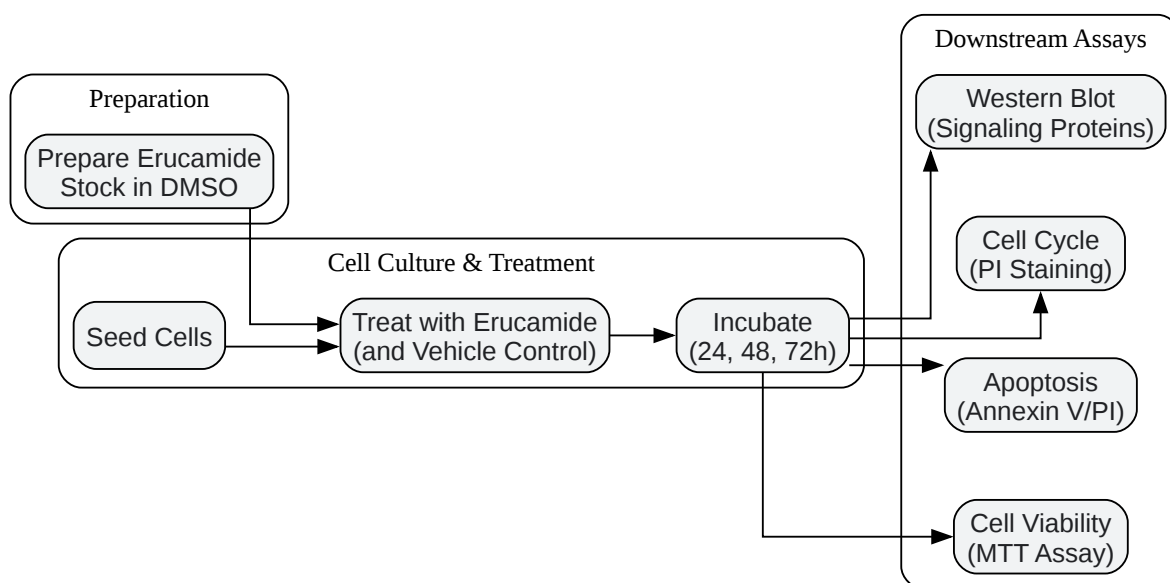 Preparation
Prepare Erucamide
Stock in DMSO
Cell Culture & Treatment
Seed Cells
Treat with Erucamide
(and Vehicle Control)
Incubate
(24, 48, 72h)
Downstream Assays
Western Blot
(Signaling Proteins)
Cell Cycle
(PI Staining)
Apoptosis
(Annexin V/PI)
Cell Viability
(MTT Assay)